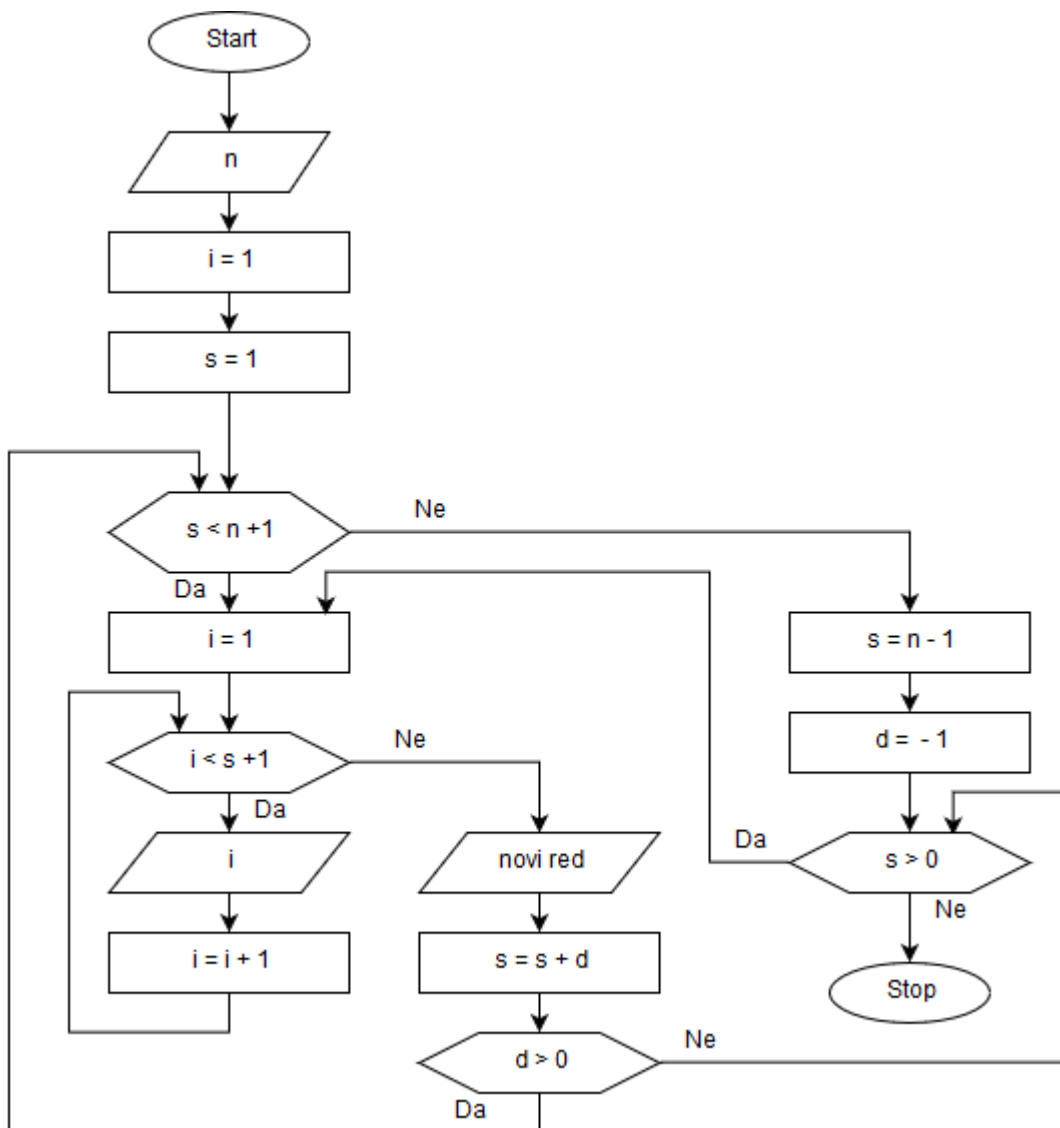 Start
n
i = 1
s = 1
s < n +1
Ne
Da
i = 1
s = n - 1
i < s +1
Ne
d = - 1
Da
i
novi red
Da
s > 0
Ne
i = i + 1
s = s + d
Stop
d > 0
Ne
Da